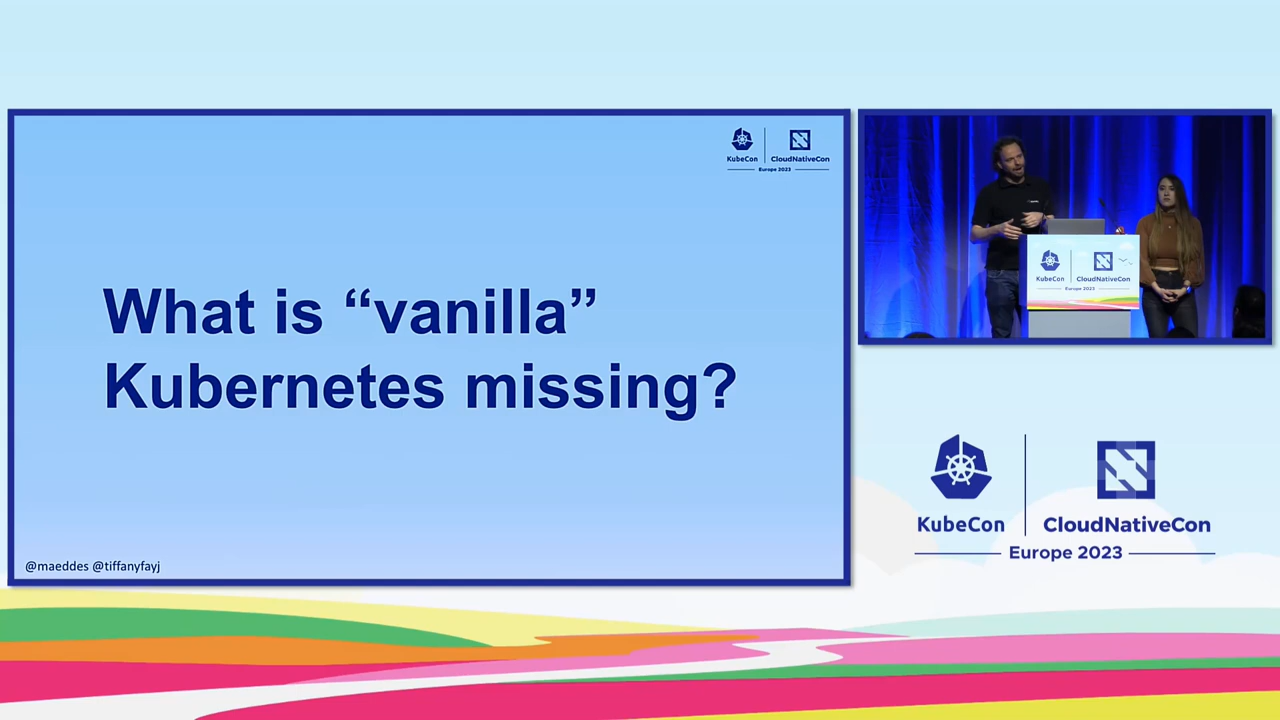 KubeCon
CloudNativeCon
Europe 2023
What is “vanilla”
Kubernetes missing?
@maeddes @tiffanyfayj
KubeCon
CloudNativeCon
Europe 2023
KubeCon
CloudNativeCon
Europe 2023